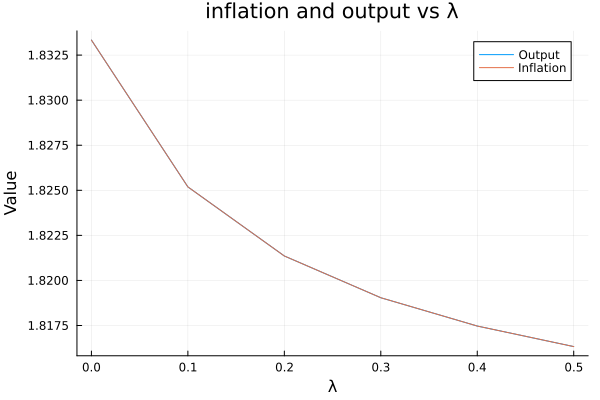 inflation and output vs λ
Output
Inflation
Value
1.8325
1.8300
1.8275
1.8250
1.8225
1.8200
1.8175
0.0 0.1 0.2 0.3 0.4 0.5
λ